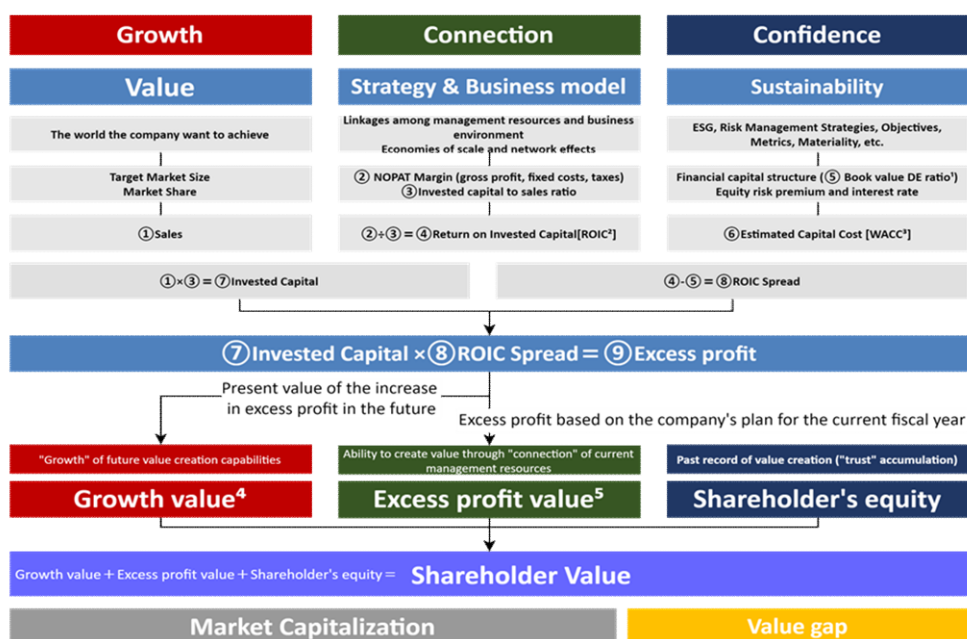 Growth
Connection
Confidence
Value
Strategy & Business model
Sustainability
The world the company want to achieve
Linkages among management resources and business
environment
Economies of scale and network effects
ESG, Risk Management Strategies, Objectives,
Metrics, Materiality, etc.
Target Market Size
Market Share
② NOPAT Margin (gross profit, fixed costs, taxes)
③Invested capital to sales ratio
Financial capital structure (⑤ Book value DE ratio¹)
Equity risk premium and interest rate
①Sales
②÷③=④Return on Invested Capital[ROIC²]
⑥Estimated Capital Cost [WACC³]
①×③=⑦Invested Capital
④-⑤=⑧ROIC Spread
⑦Invested Capital ×⑧ROIC Spread=⑨Excess profit
Present value of the increase
in excess profit in the future
Excess profit based on the company's plan for the current fiscal year
"Growth" of future value creation capabilities
Ability to create value through "connection" of current
management resources
Past record of value creation ("trust" accumulation)
Growth value⁴
Excess profit value⁵
Shareholder's equity
Growth value+Excess profit value+Shareholder's equity= Shareholder Value
Market Capitalization
Value gap